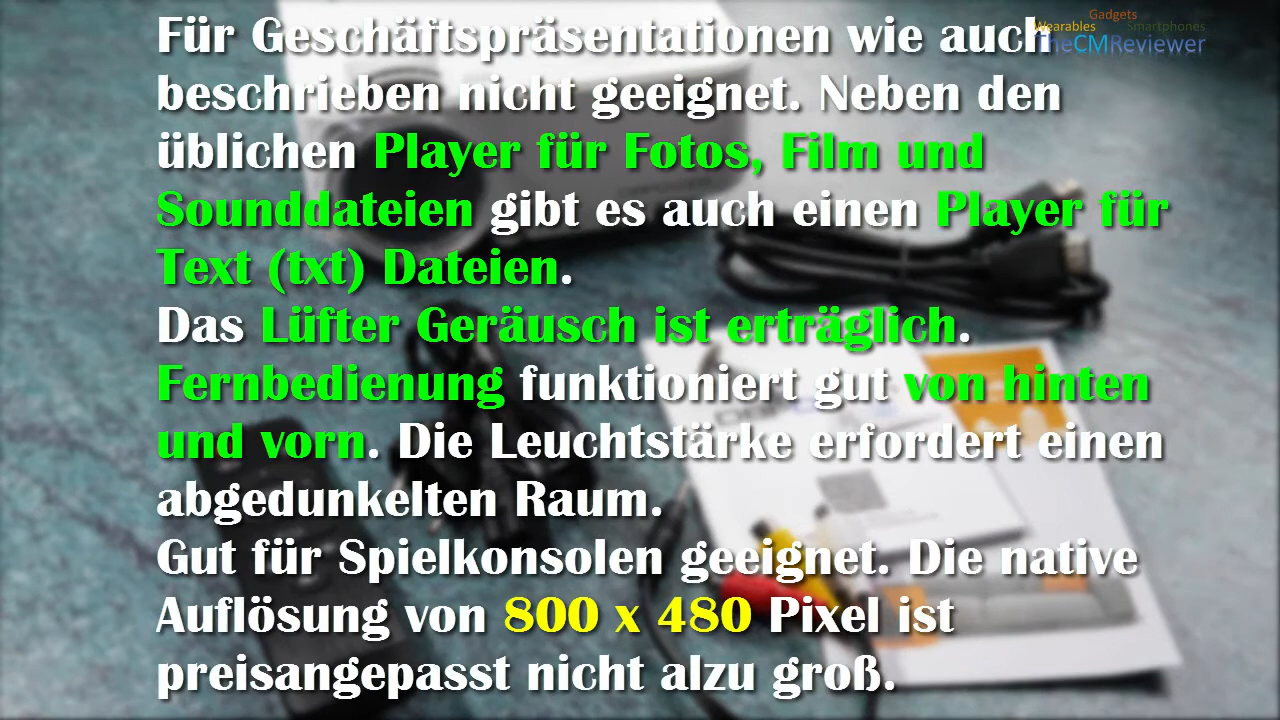 Gadgets
Wearables Smartphones
TheCMReviewer
Für Geschäftspräsentationen wie auch
beschrieben nicht geeignet. Neben den
üblichen Player für Fotos, Film und
Sounddateien gibt es auch einen Player für
Text (txt) Dateien.
Das Lüfter Geräusch ist erträglich.
Fernbedienung funktioniert gut von hinten
und vorn. Die Leuchtstärke erfordert einen
abgedunkelten Raum.
Gut für Spielkonsolen geeignet. Die native
Auflösung von 800 x 480 Pixel ist
preisangepasst nicht alzu groß.